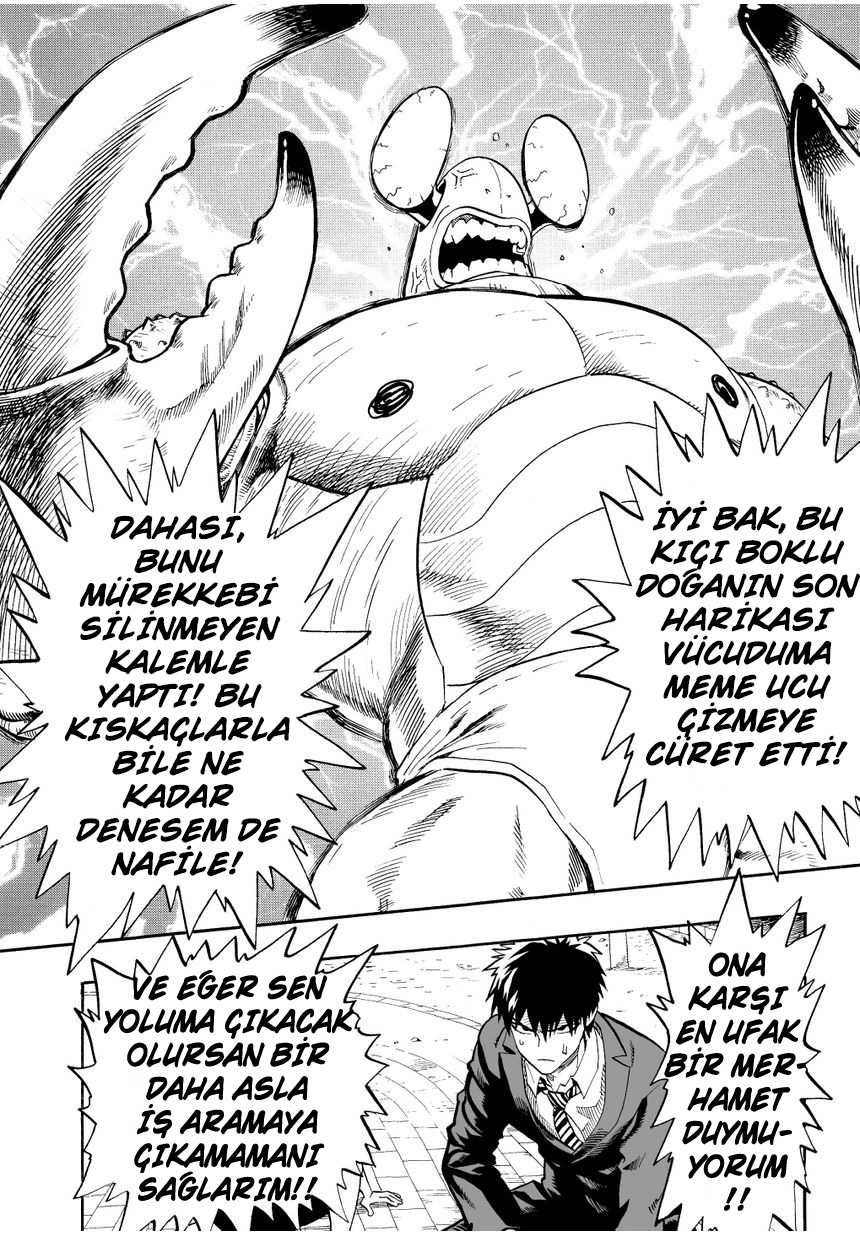 İYİ BAK, BU
KIÇI BOKLU
DOĞANIN SON
HARİKASI
VÜCUDUMA
MEME UCU
ÇİZMEYE
CÜRET ETTİ!
DAHASI,
BUNU
MÜREKKEBİ
SİLİNMEYEN
KALEMLE
YAPTI! BU
KISKAÇLARLA
BİLE NE
KADAR
DENESEM DE
NAFİLE!
ONA
KARŞI
EN UFAK
BİR MER-
HAMET
DUYMU-
YORUM
!!
VE EĞER SEN
YOLUMA ÇIKACAK
OLURSAN BİR
DAHA ASLA
İŞ ARAMAYA
ÇIKAMAMANI
SAĞLARIM!!